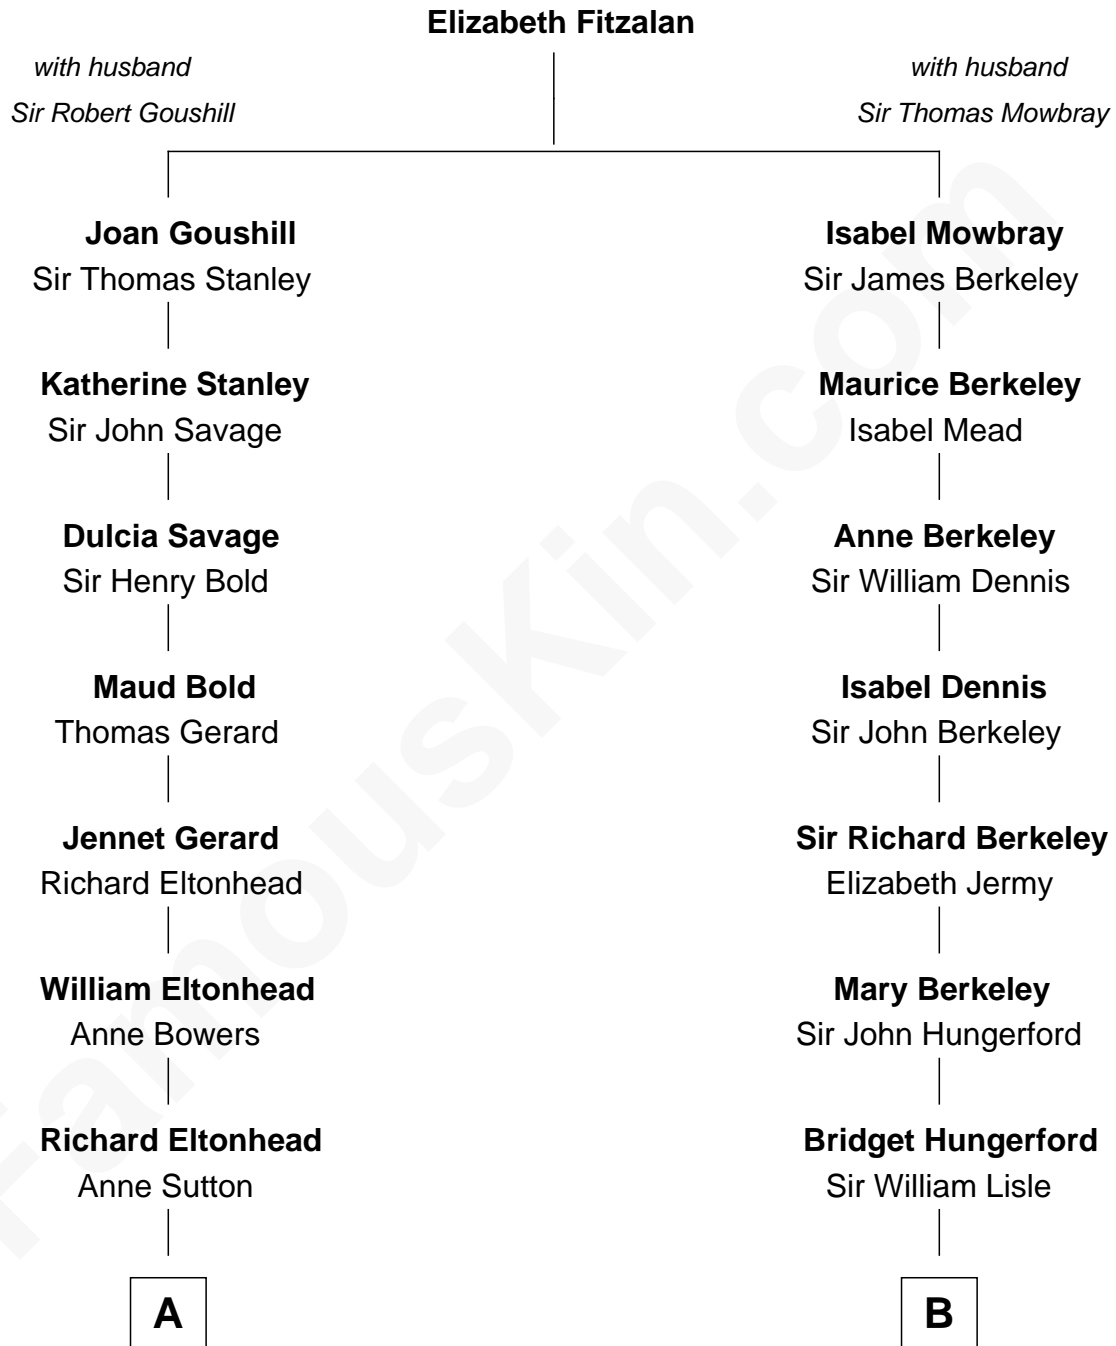 Elizabeth Fitzalan
with husband
Sir Robert Goushill
with husband
Sir Thomas Mowbray
Joan Goushill
Sir Thomas Stanley
Katherine Stanley
Sir John Savage
Dulcia Savage
Sir Henry Bold
Maud Bold
Thomas Gerard
Jennet Gerard
Richard Eltonhead
William Eltonhead
Anne Bowers
Richard Eltonhead
Anne Sutton
A
Isabel Mowbray
Sir James Berkeley
Maurice Berkeley
Isabel Mead
Anne Berkeley
Sir William Dennis
Isabel Dennis
Sir John Berkeley
Sir Richard Berkeley
Elizabeth Jermy
Mary Berkeley
Sir John Hungerford
Bridget Hungerford
Sir William Lisle
B
FamousKin.com